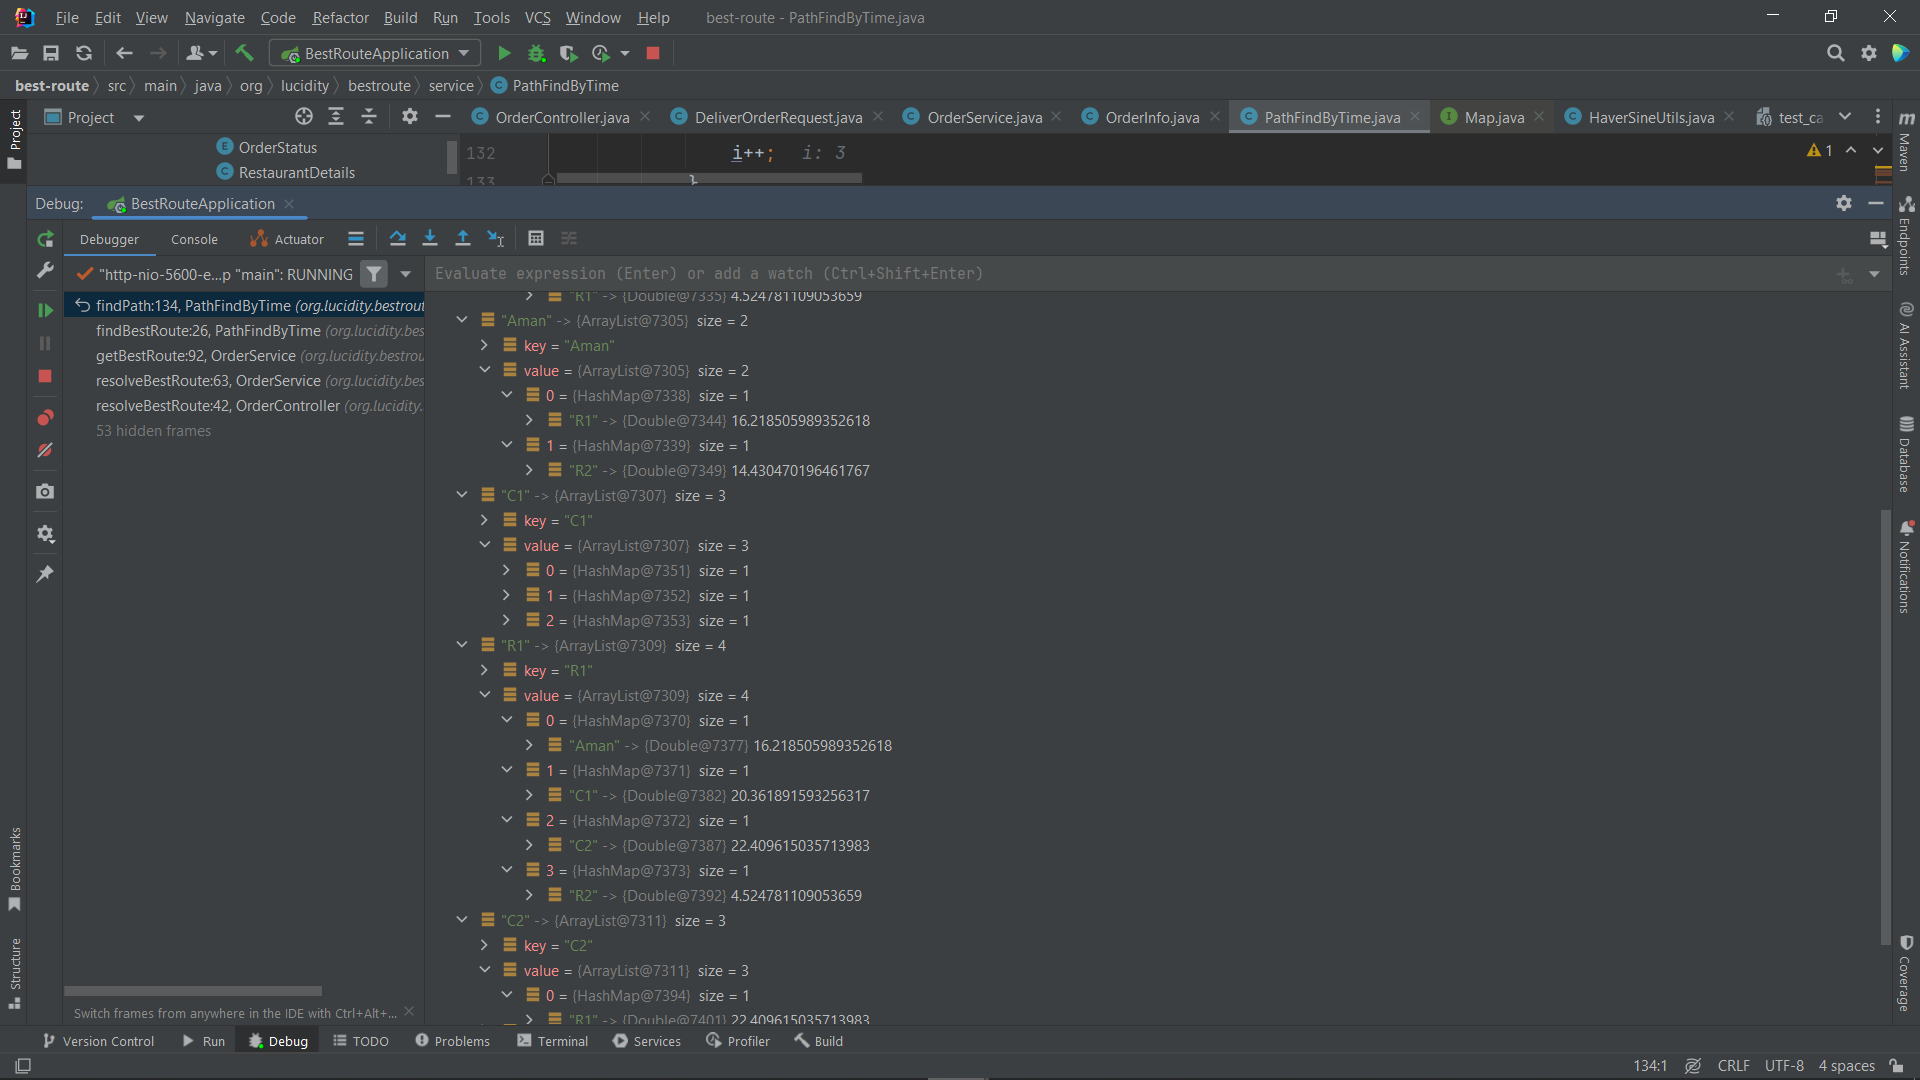 File Edit View Navigate Code Refactor Build Run Tools VCS Window Help best-route - PathFindByTime.java
BestRouteApplication
best-route src main java org lucidity bestroute service PathFindByTime
Project
Project OrderController.java DeliverOrderRequest.java OrderService.java OrderInfo.java PathFindByTime.java Map.java HaverSineUtils.java test_ca
OrderStatus
RestaurantDetails
132 i++; i: 3
133 }
1
Debug: BestRouteApplication
Debugger Console Actuator
"http-nio-5600-e...p "main": RUNNING
Evaluate expression (Enter) or add a watch (Ctrl+Shift+Enter)
findPath:134, PathFindByTime (org.lucidity.bestrout
findBestRoute:26, PathFindByTime (org.lucidity.bes
getBestRoute:92, OrderService (org.lucidity.bestrou
resolveBestRoute:63, OrderService (org.lucidity.bes
resolveBestRoute:42, OrderController (org.lucidity.
53 hidden frames
"R1" -> {Double@7335} 4.524781109053659
"Aman" -> {ArrayList@7305} size = 2
key = "Aman"
value = {ArrayList@7305} size = 2
0 = {HashMap@7338} size = 1
"R1" -> {Double@7344} 16.218505989352618
1 = {HashMap@7339} size = 1
"R2" -> {Double@7349} 14.430470196461767
"C1" -> {ArrayList@7307} size = 3
key = "C1"
value = {ArrayList@7307} size = 3
0 = {HashMap@7351} size = 1
1 = {HashMap@7352} size = 1
2 = {HashMap@7353} size = 1
"R1" -> {ArrayList@7309} size = 4
key = "R1"
value = {ArrayList@7309} size = 4
0 = {HashMap@7370} size = 1
"Aman" -> {Double@7377} 16.218505989352618
1 = {HashMap@7371} size = 1
"C1" -> {Double@7382} 20.361891593256317
2 = {HashMap@7372} size = 1
"C2" -> {Double@7387} 22.409615035713983
3 = {HashMap@7373} size = 1
"R2" -> {Double@7392} 4.524781109053659
"C2" -> {ArrayList@7311} size = 3
key = "C2"
value = {ArrayList@7311} size = 3
0 = {HashMap@7394} size = 1
"R1" -> {Double@7401} 22.409615035713983
Switch frames from anywhere in the IDE with Ctrl+Alt+...
Bookmarks
Structure
Maven
Endpoints
AI Assistant
Database
Notifications
Coverage
Version Control Run Debug TODO Problems Terminal Services Profiler Build
134:1 CRLF UTF-8 4 spaces